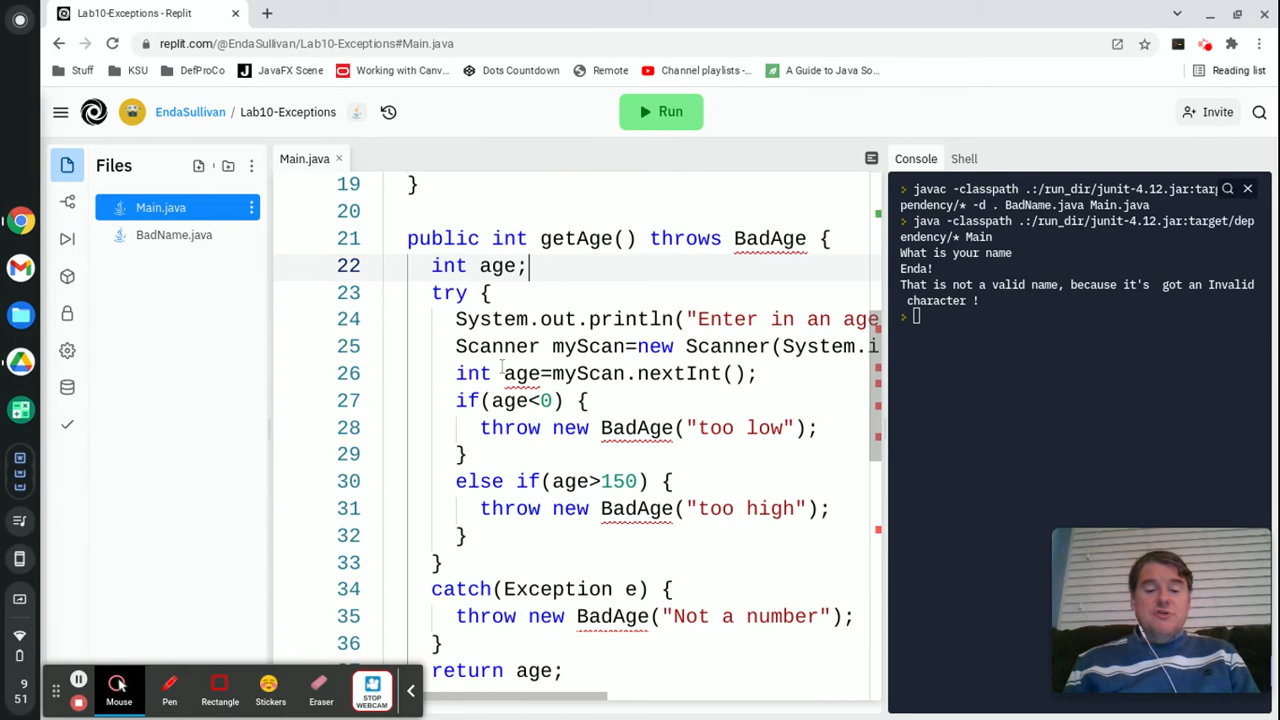 Lab10-Exceptions - Replit
replit.com/@EndaSullivan/Lab10-Exceptions#Main.java
Stuff KSU DefProCo JavaFX Scene Working with Canv... Dots Countdown Remote Channel playlists -... A Guide to Java So... Reading list
EndaSullivan / Lab10-Exceptions Run Invite
Files
Main.java
BadName.java
Main.java
19 }
20
21 public int getAge() throws BadAge {
22 int age;
23 try {
24 System.out.println("Enter in an age
25 Scanner myScan=new Scanner(System.i
26 int age=myScan.nextInt();
27 if(age<0) {
28 throw new BadAge("too low");
29 }
30 else if(age>150) {
31 throw new BadAge("too high");
32 }
33 }
34 catch(Exception e) {
35 throw new BadAge("Not a number");
36 }
return age;
Console Shell
> javac -classpath .:/run_dir/junit-4.12.jar:targ
pendency/* -d . BadName.java Main.java
> java -classpath .:/run_dir/junit-4.12.jar:target/dep
endency/* Main
What is your name
Enda!
That is not a valid name, because it's got an Invalid
character !
>
9
51
Mouse Pen Rectangle Stickers Eraser STOP WEBCAM